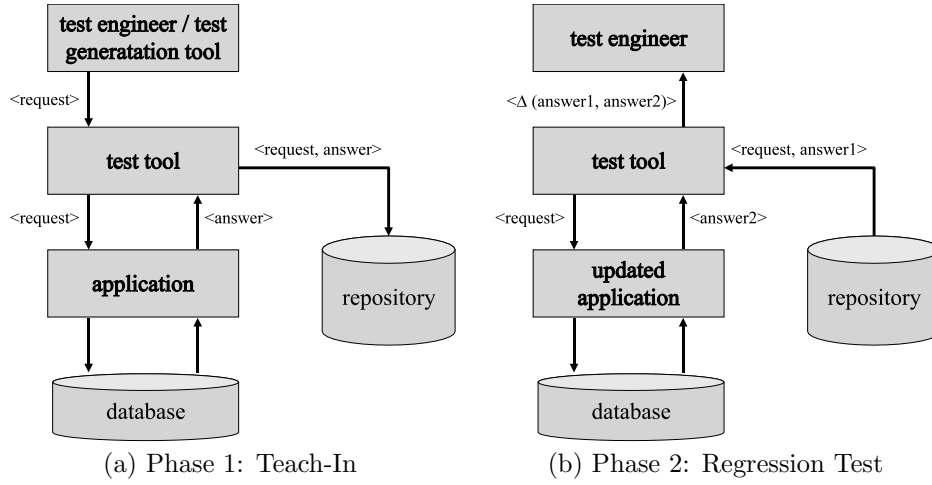 test engineer / test
generatation tool
<request>
test tool
<request, answer>
<request>
<answer>
application
repository
database
(a) Phase 1: Teach-In
test engineer
<Δ (answer1, answer2)>
test tool
<request, answer1>
<request>
<answer2>
updated
application
repository
database
(b) Phase 2: Regression Test